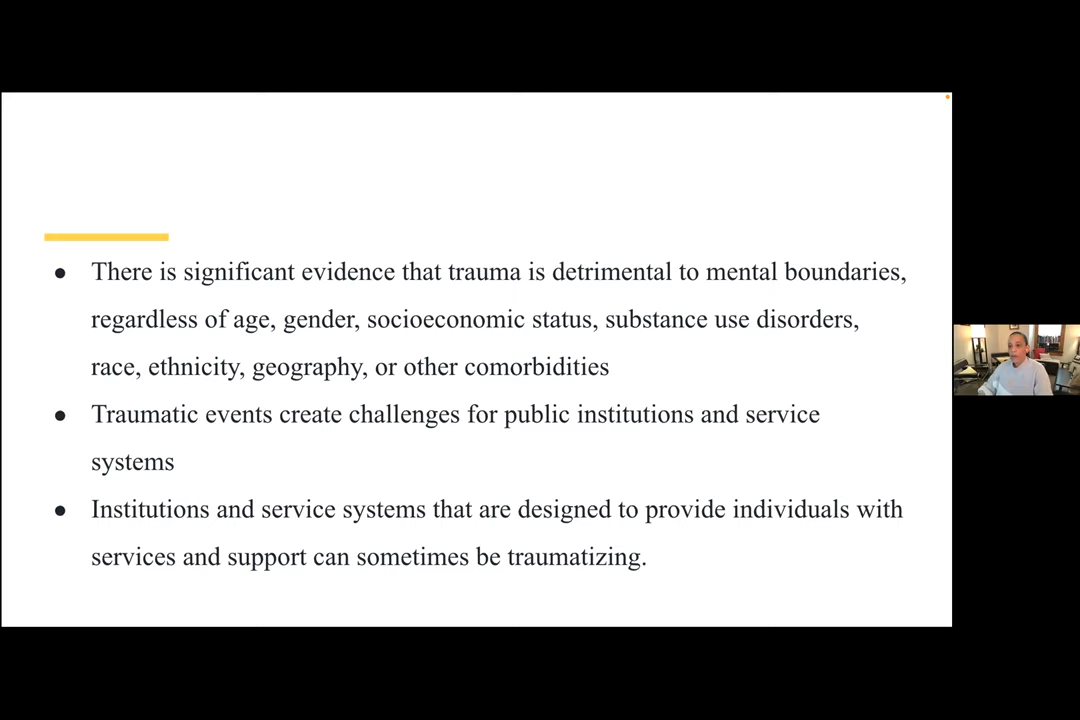 ● There is significant evidence that trauma is detrimental to mental boundaries,
regardless of age, gender, socioeconomic status, substance use disorders,
race, ethnicity, geography, or other comorbidities
● Traumatic events create challenges for public institutions and service
systems
● Institutions and service systems that are designed to provide individuals with
services and support can sometimes be traumatizing.